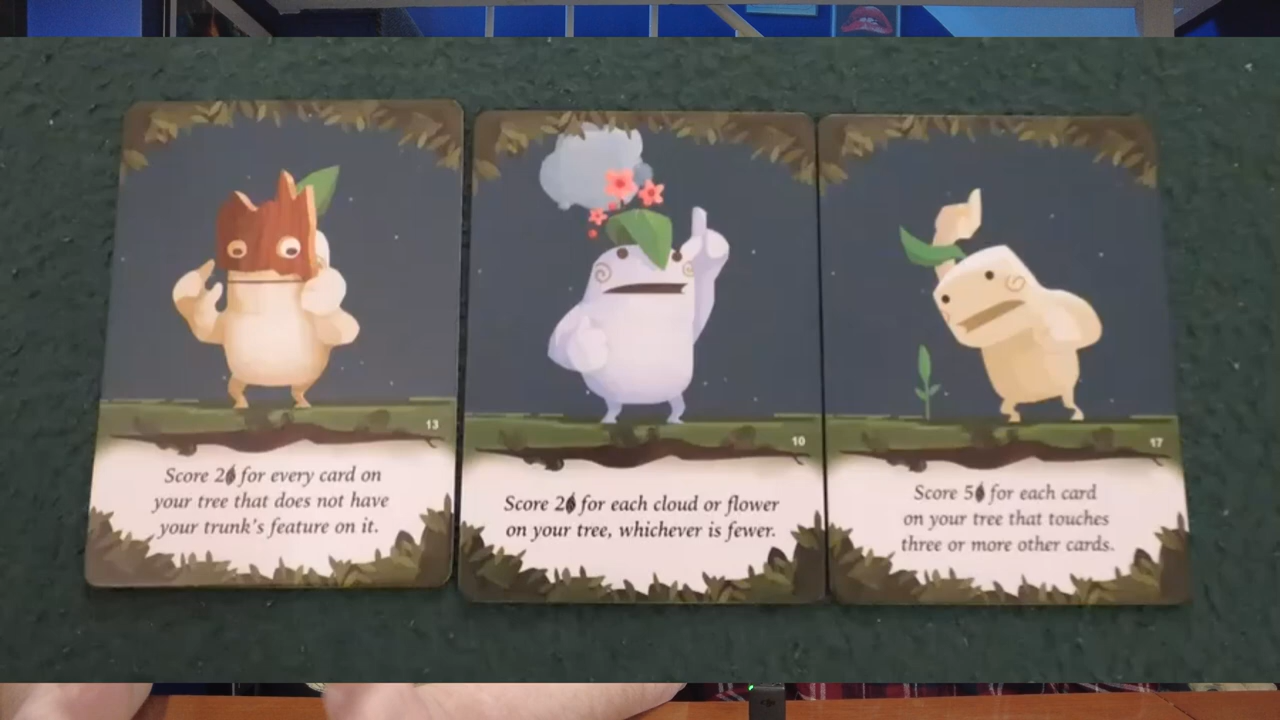 13
Score 2 for every card on
your tree that does not have
your trunk's feature on it.
10
Score 2 for each cloud or flower
on your tree, whichever is fewer.
17
Score 5 for each card
on your tree that touches
three or more other cards.